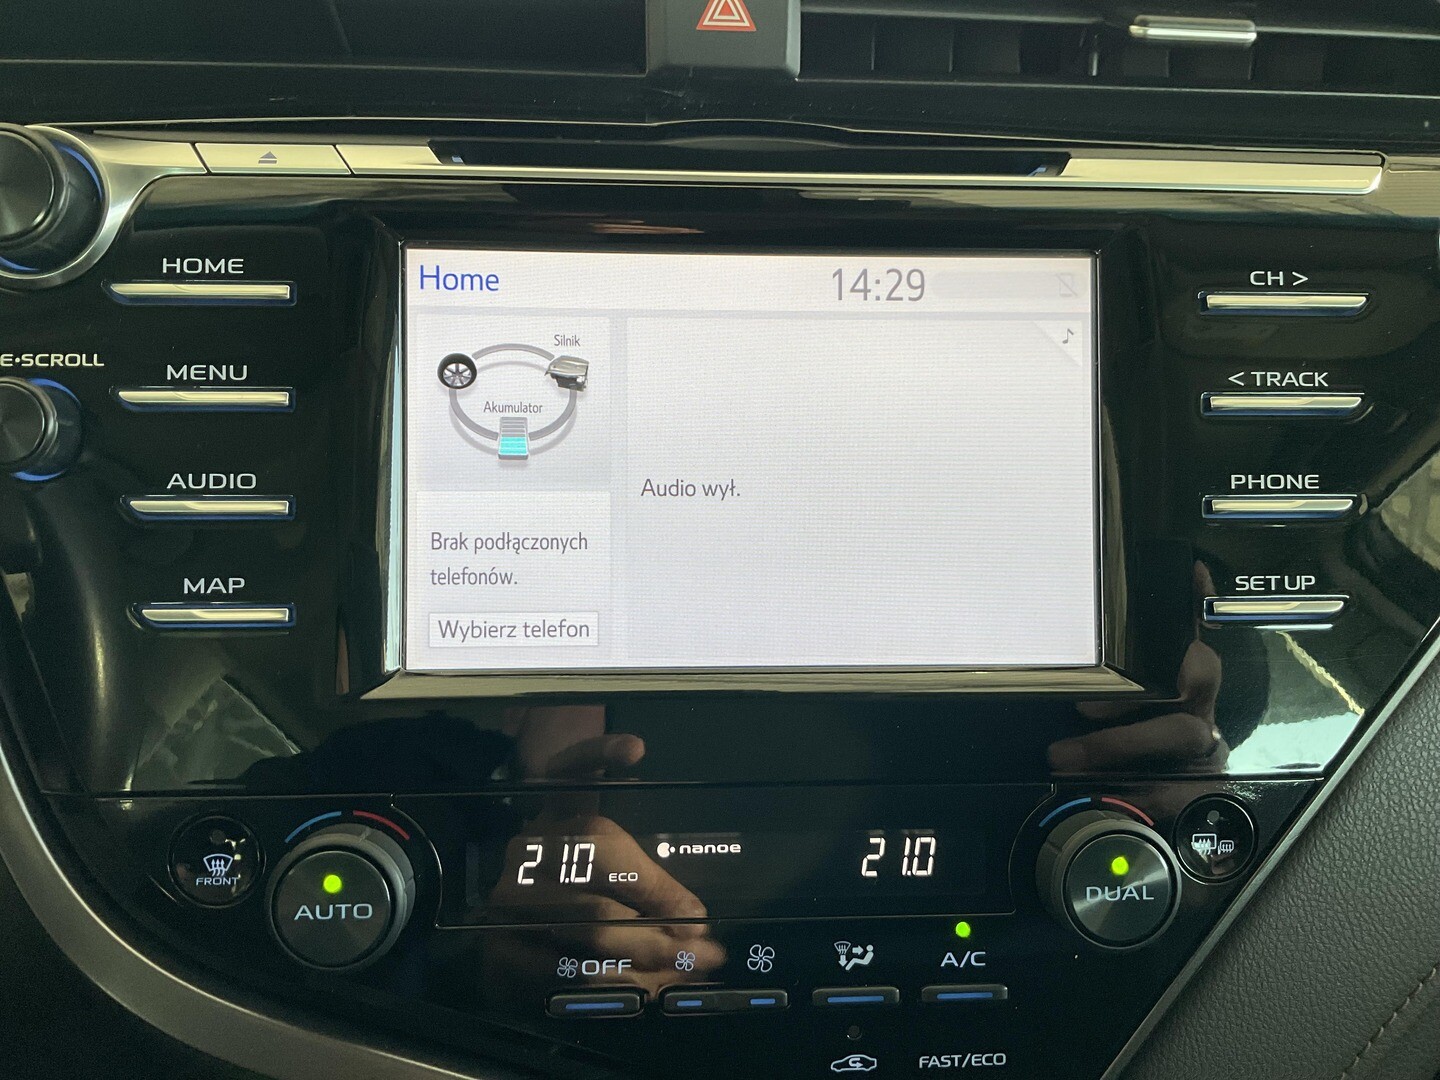 HOME
E•SCROLL
MENU
AUDIO
MAP
Home
14:29
Silnik
Akumulator
Audio wył.
Brak podłączonych
telefonów.
Wybierz telefon
CH >
< TRACK
PHONE
SETUP
FRONT
AUTO
21.0 ECO
nanoe
21.0
DUAL
OFF
A/C
FAST/ECO